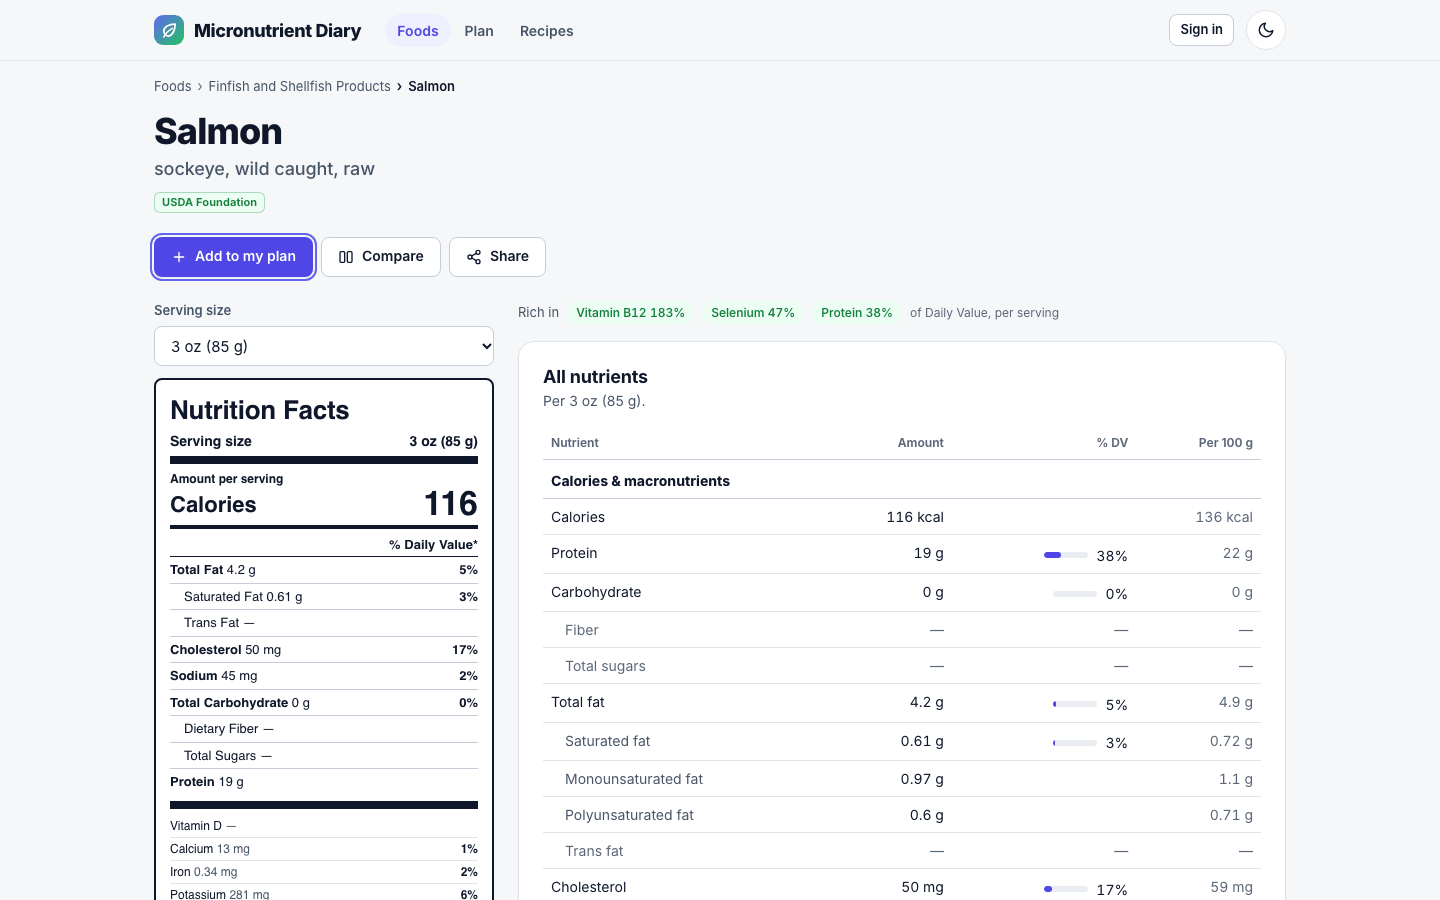 Micronutrient Diary
Foods
Plan
Recipes
Sign in
Foods › Finfish and Shellfish Products › Salmon
Salmon
sockeye, wild caught, raw
USDA Foundation
Add to my plan
Compare
Share
Serving size
3 oz (85 g)
Nutrition Facts
Serving size 3 oz (85 g)
Amount per serving
Calories 116
% Daily Value*
Total Fat 4.2 g 5%
Saturated Fat 0.61 g 3%
Trans Fat —
Cholesterol 50 mg 17%
Sodium 45 mg 2%
Total Carbohydrate 0 g 0%
Dietary Fiber —
Total Sugars —
Protein 19 g
Vitamin D —
Calcium 13 mg 1%
Iron 0.34 mg 2%
Potassium 281 mg 6%
Rich in Vitamin B12 183% Selenium 47% Protein 38% of Daily Value, per serving
All nutrients
Per 3 oz (85 g).
Nutrient Amount % DV Per 100 g
Calories & macronutrients
Calories 116 kcal 136 kcal
Protein 19 g 38% 22 g
Carbohydrate 0 g 0% 0 g
Fiber — — —
Total sugars — — —
Total fat 4.2 g 5% 4.9 g
Saturated fat 0.61 g 3% 0.72 g
Monounsaturated fat 0.97 g 1.1 g
Polyunsaturated fat 0.6 g 0.71 g
Trans fat — — —
Cholesterol 50 mg 17% 59 mg